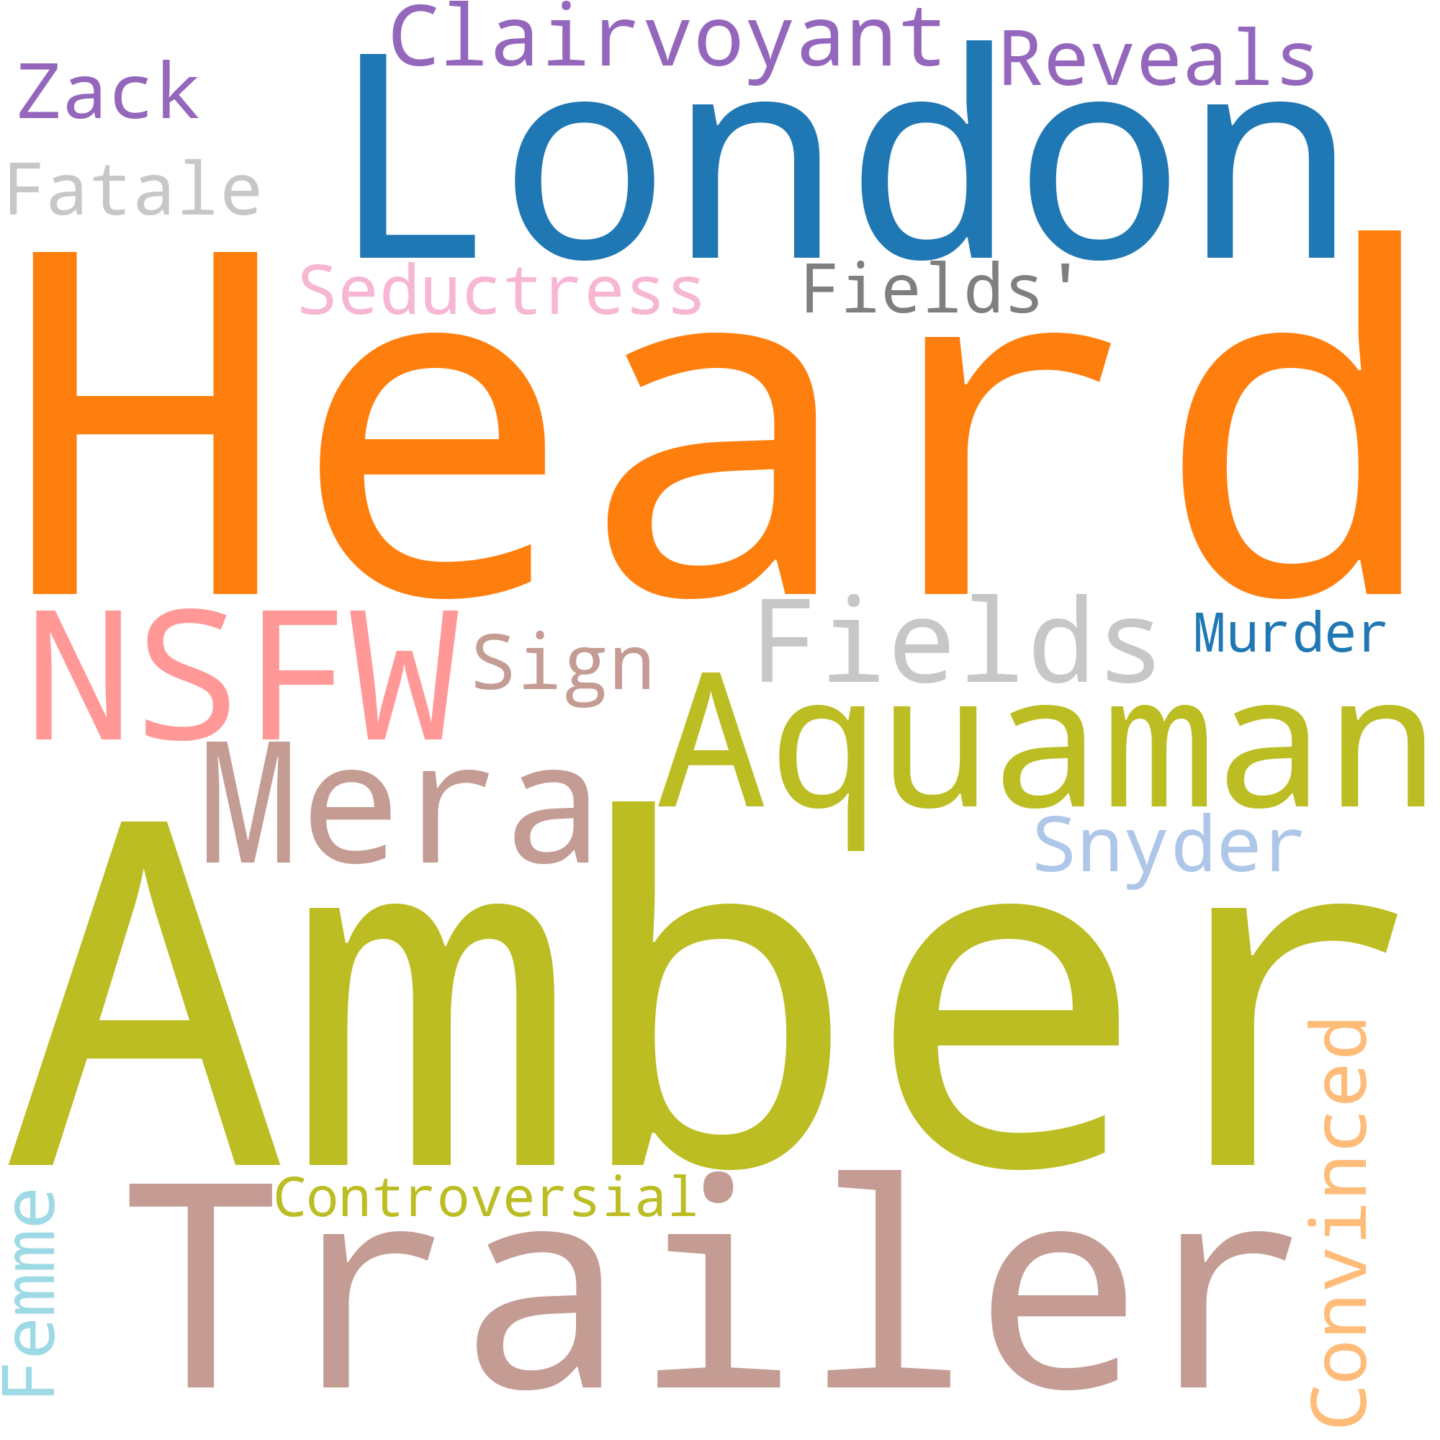 Clairvoyant
Reveals
Zack
London
Fatale
Seductress
Fields'
Heard
NSFW
Sign
Fields
Murder
Aquaman
Mera
Snyder
Amber
Convinced
Controversial
Femme
Trailer